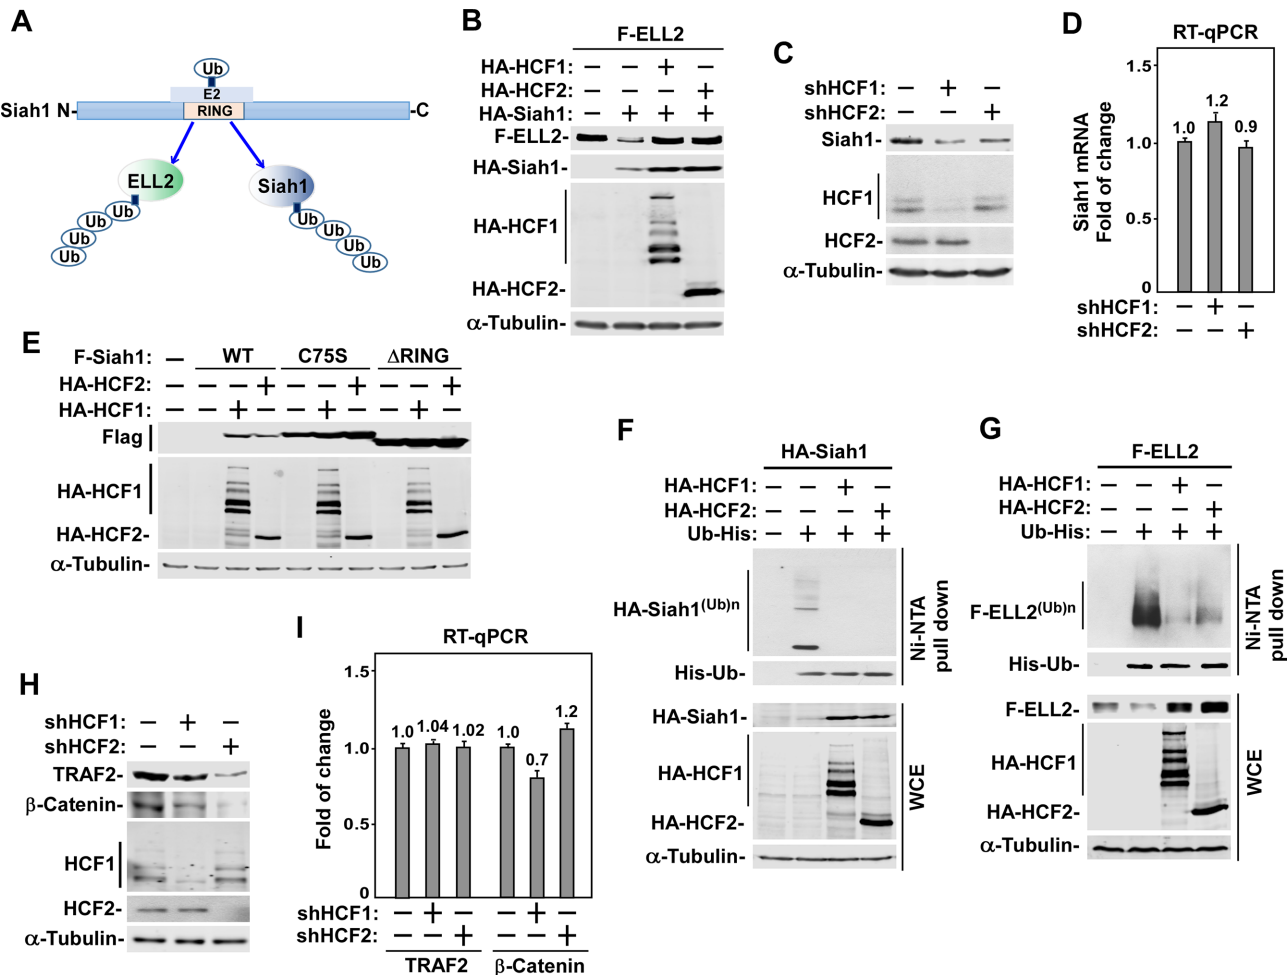 A
Ub
E2
Siah1 N-
RING
-C
ELL2
Siah1
Ub
Ub
Ub
Ub
Ub
Ub
Ub
Ub
B
F-ELL2
HA-HCF1: − − + −
HA-HCF2: − − − +
HA-Siah1: − + + +
F-ELL2-
HA-Siah1-
HA-HCF1
HA-HCF2-
α-Tubulin-
C
shHCF1: − + −
shHCF2: − − +
Siah1-
HCF1
HCF2-
α-Tubulin-
D
RT-qPCR
Siah1 mRNA
Fold of change
1.5
1.0
0.5
0
1.0 1.2 0.9
shHCF1: − + −
shHCF2: − − +
E
F-Siah1: − WT C75S ΔRING
HA-HCF2: − − − + − − + − − +
HA-HCF1: − − + − − + − − + −
Flag
HA-HCF1
HA-HCF2-
α-Tubulin-
F
HA-Siah1
HA-HCF1: − − + −
HA-HCF2: − − − +
Ub-His: − + + +
HA-Siah1(Ub)n
His-Ub-
Ni-NTA
pull down
HA-Siah1-
HA-HCF1
HA-HCF2-
α-Tubulin-
WCE
G
F-ELL2
HA-HCF1: − − + −
HA-HCF2: − − − +
Ub-His: − + + +
F-ELL2(Ub)n
His-Ub-
Ni-NTA
pull down
F-ELL2-
HA-HCF1
HA-HCF2-
α-Tubulin-
WCE
H
shHCF1: − + −
shHCF2: − − +
TRAF2-
β-Catenin-
HCF1
HCF2-
α-Tubulin-
I
RT-qPCR
Fold of change
1.5
1.0
0.5
0
1.0 1.04 1.02 1.0 0.7 1.2
shHCF1: − + − − + −
shHCF2: − − + − − +
TRAF2 β-Catenin